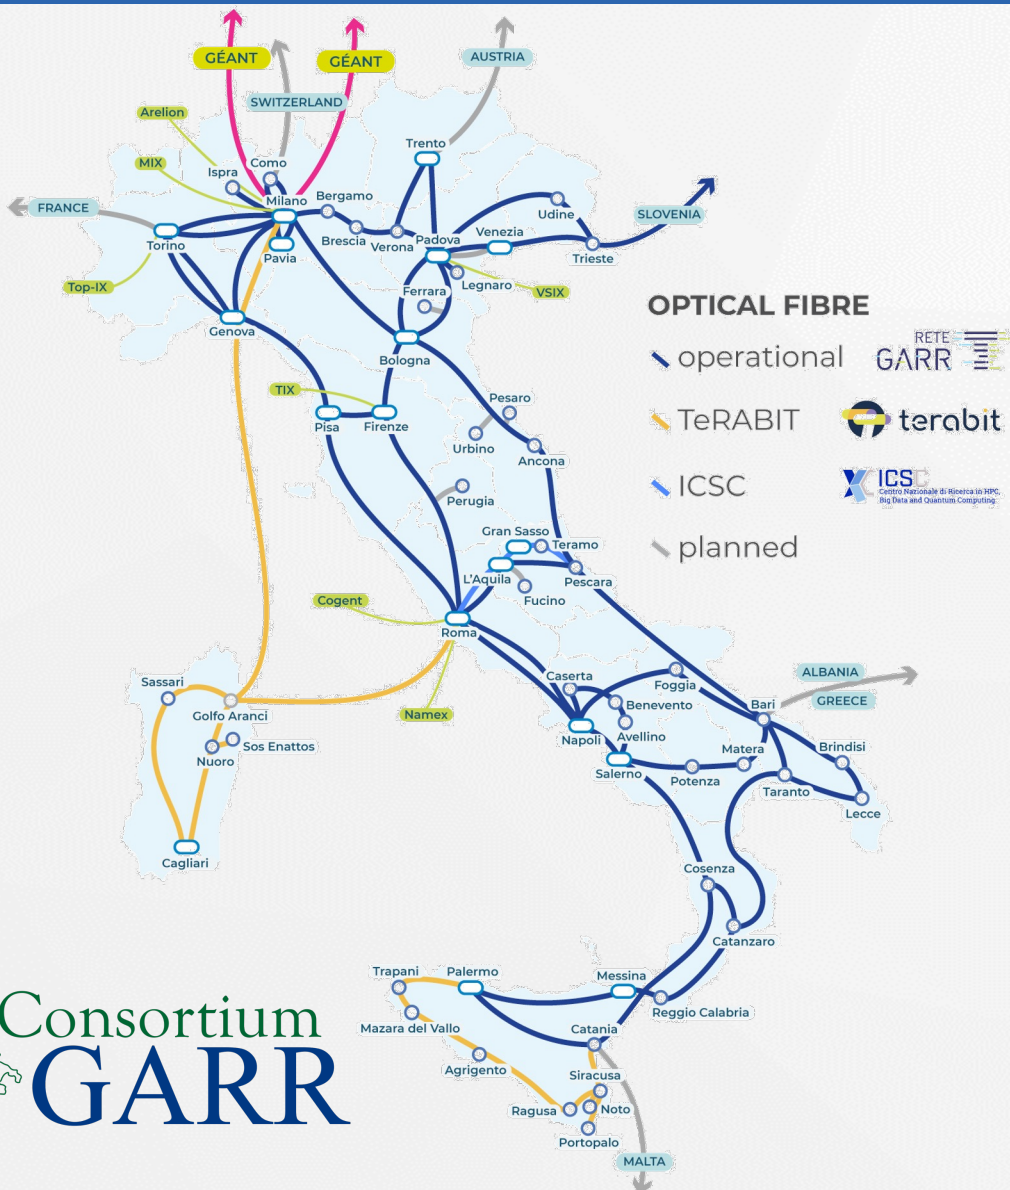 GÉANT
GÉANT
AUSTRIA
SWITZERLAND
Arelion
Trento
MIX
Como
Ispra
Milano
Bergamo
FRANCE
Udine
SLOVENIA
Torino
Brescia
Verona
Padova
Venezia
Trieste
Pavia
Top-IX
Ferrara
Legnaro
VSIX
Genova
Bologna
OPTICAL FIBRE
operational
RETE
GARR
TeRABIT
terabit
ICSC
ICSC
Centro Nazionale di Ricerca in HPC,
Big Data and Quantum Computing
planned
TIX
Pisa
Firenze
Pesaro
Urbino
Ancona
Perugia
Gran Sasso
Teramo
L'Aquila
Pescara
Fucino
Cogent
Roma
Namex
Sassari
Golfo Aranci
Sos Enattos
Nuoro
Cagliari
Caserta
Foggia
Benevento
Bari
ALBANIA
GREECE
Napoli
Avellino
Matera
Brindisi
Salerno
Potenza
Taranto
Lecce
Cosenza
Catanzaro
Trapani
Palermo
Messina
Reggio Calabria
Mazara del Vallo
Catania
Agrigento
Siracusa
Ragusa
Noto
Portopalo
MALTA
Consortium
GARR